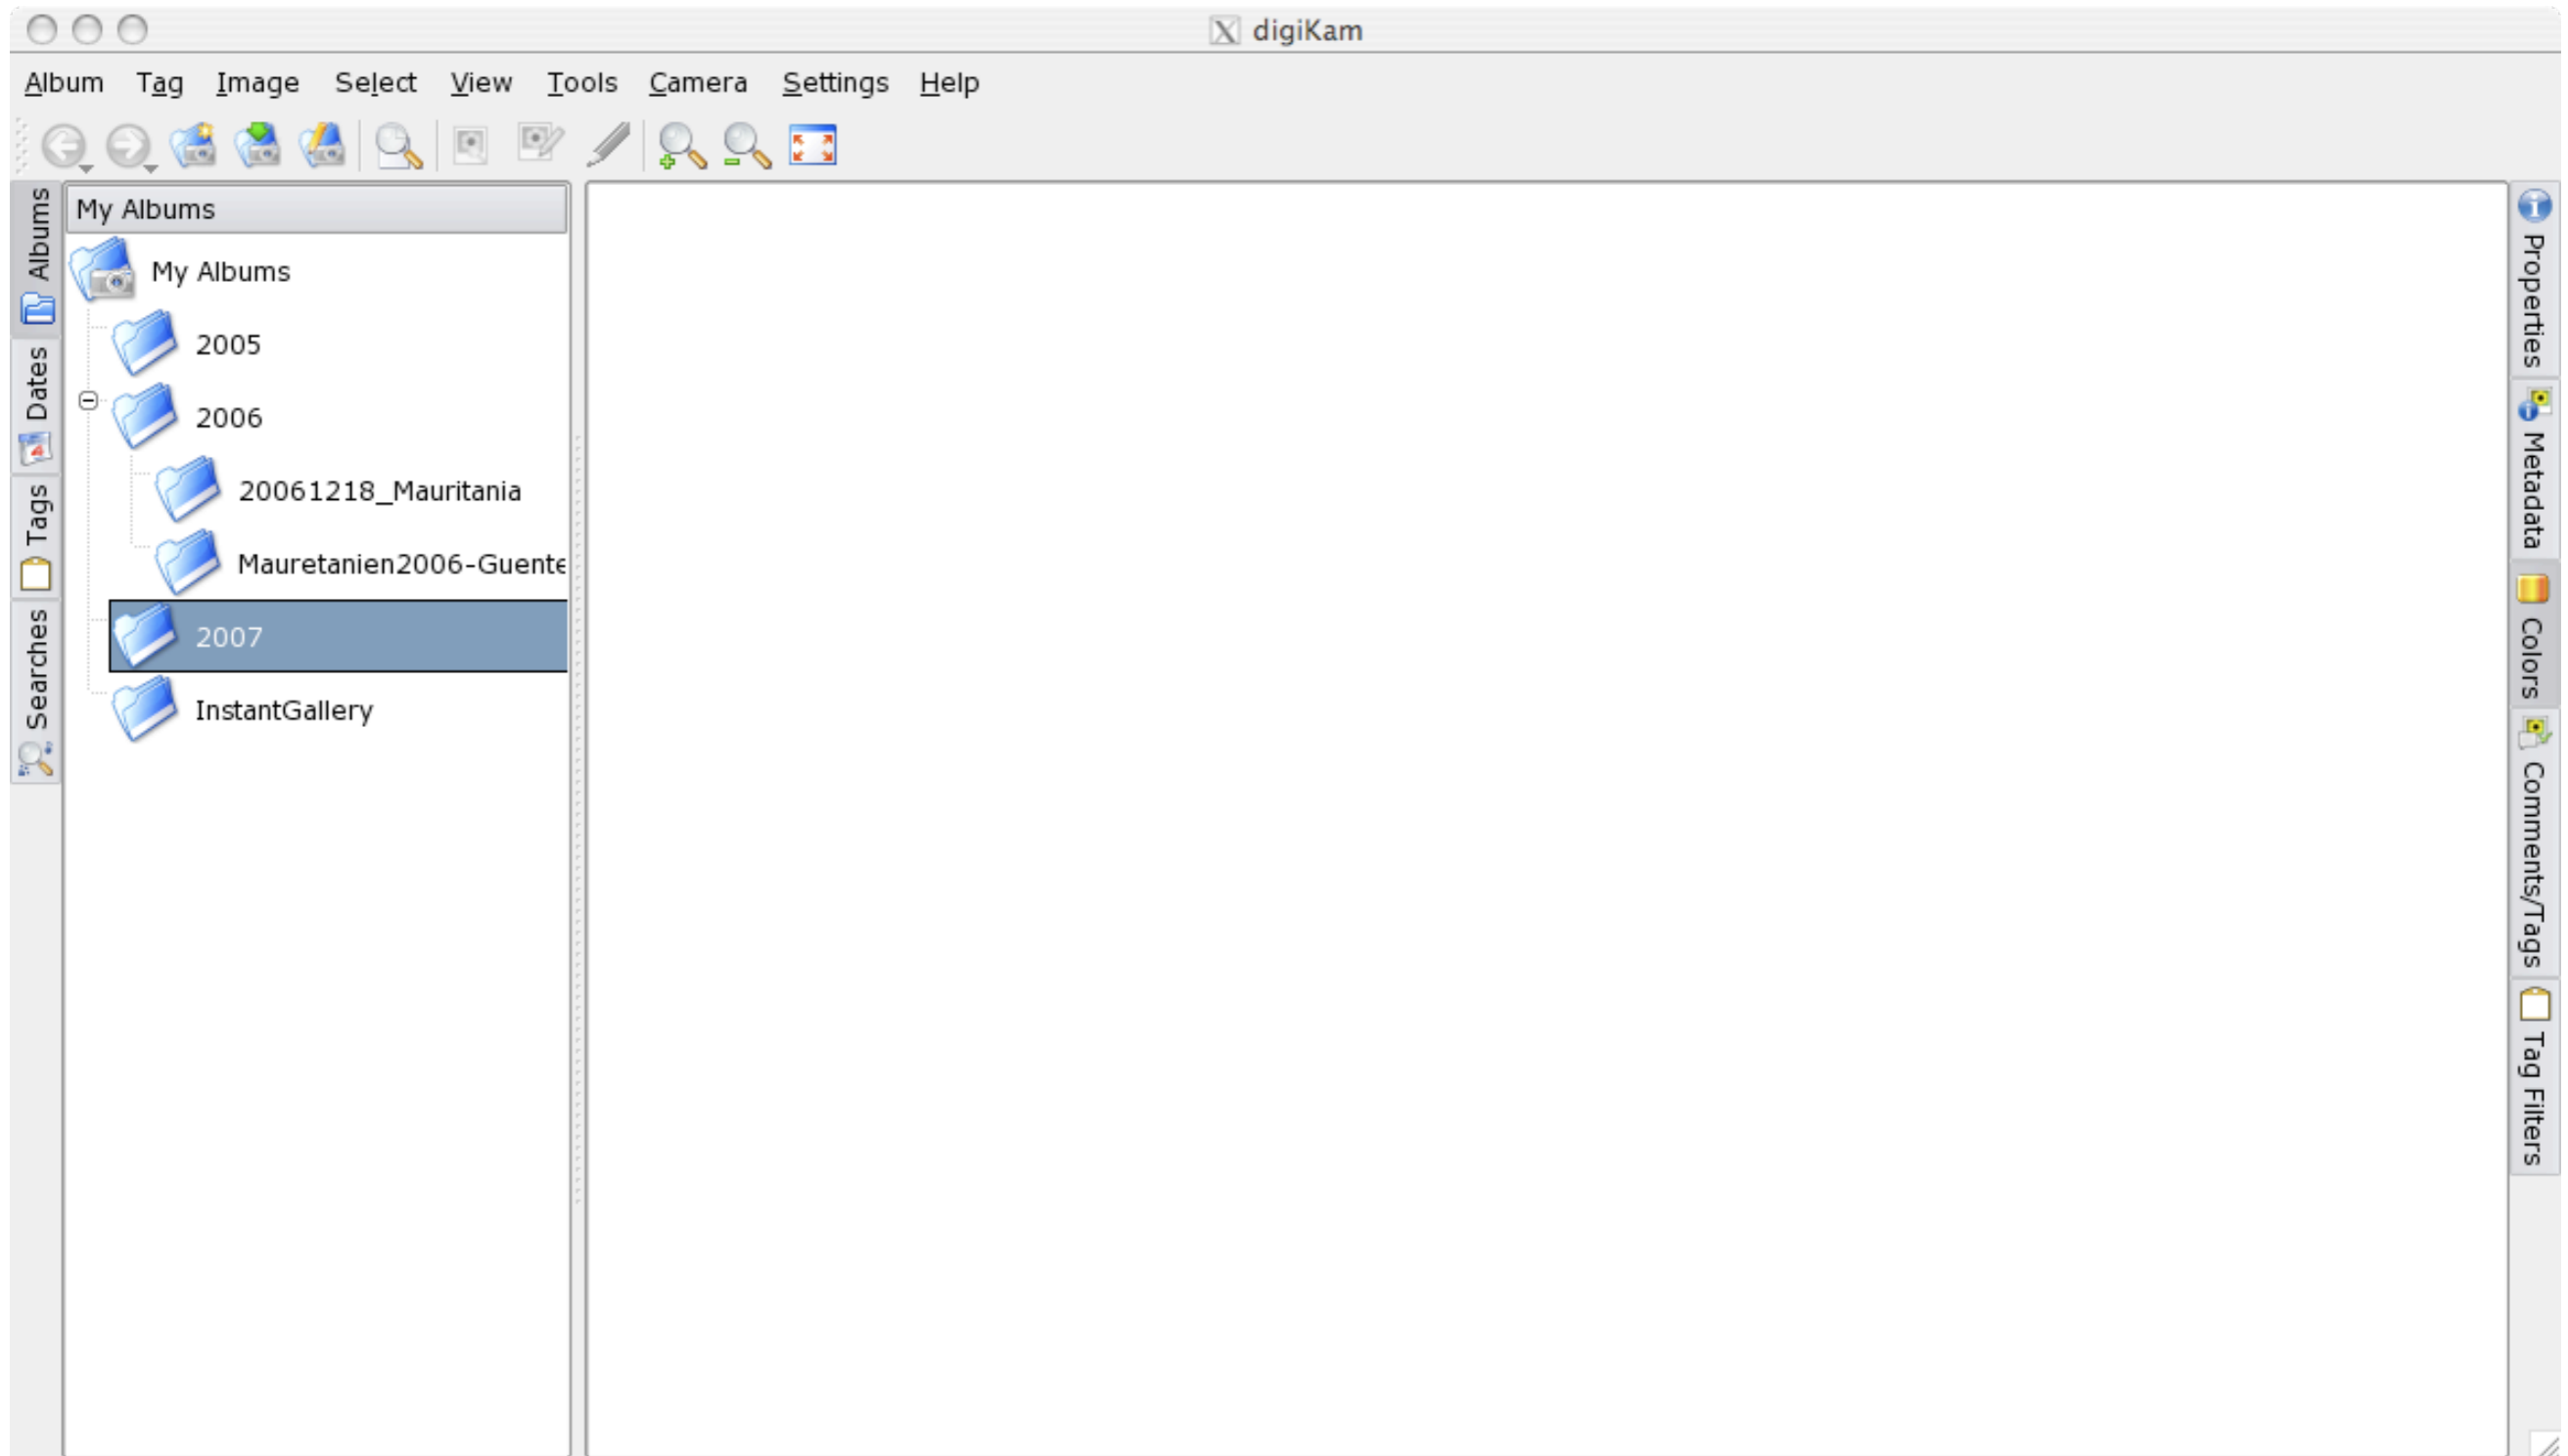 digiKam
Album Tag Image Select View Tools Camera Settings Help
Albums
Dates
Tags
Searches
My Albums
My Albums
2005
2006
20061218_Mauritania
Mauretanien2006-Guente
2007
InstantGallery
Properties
Metadata
Colors
Comments/Tags
Tag Filters